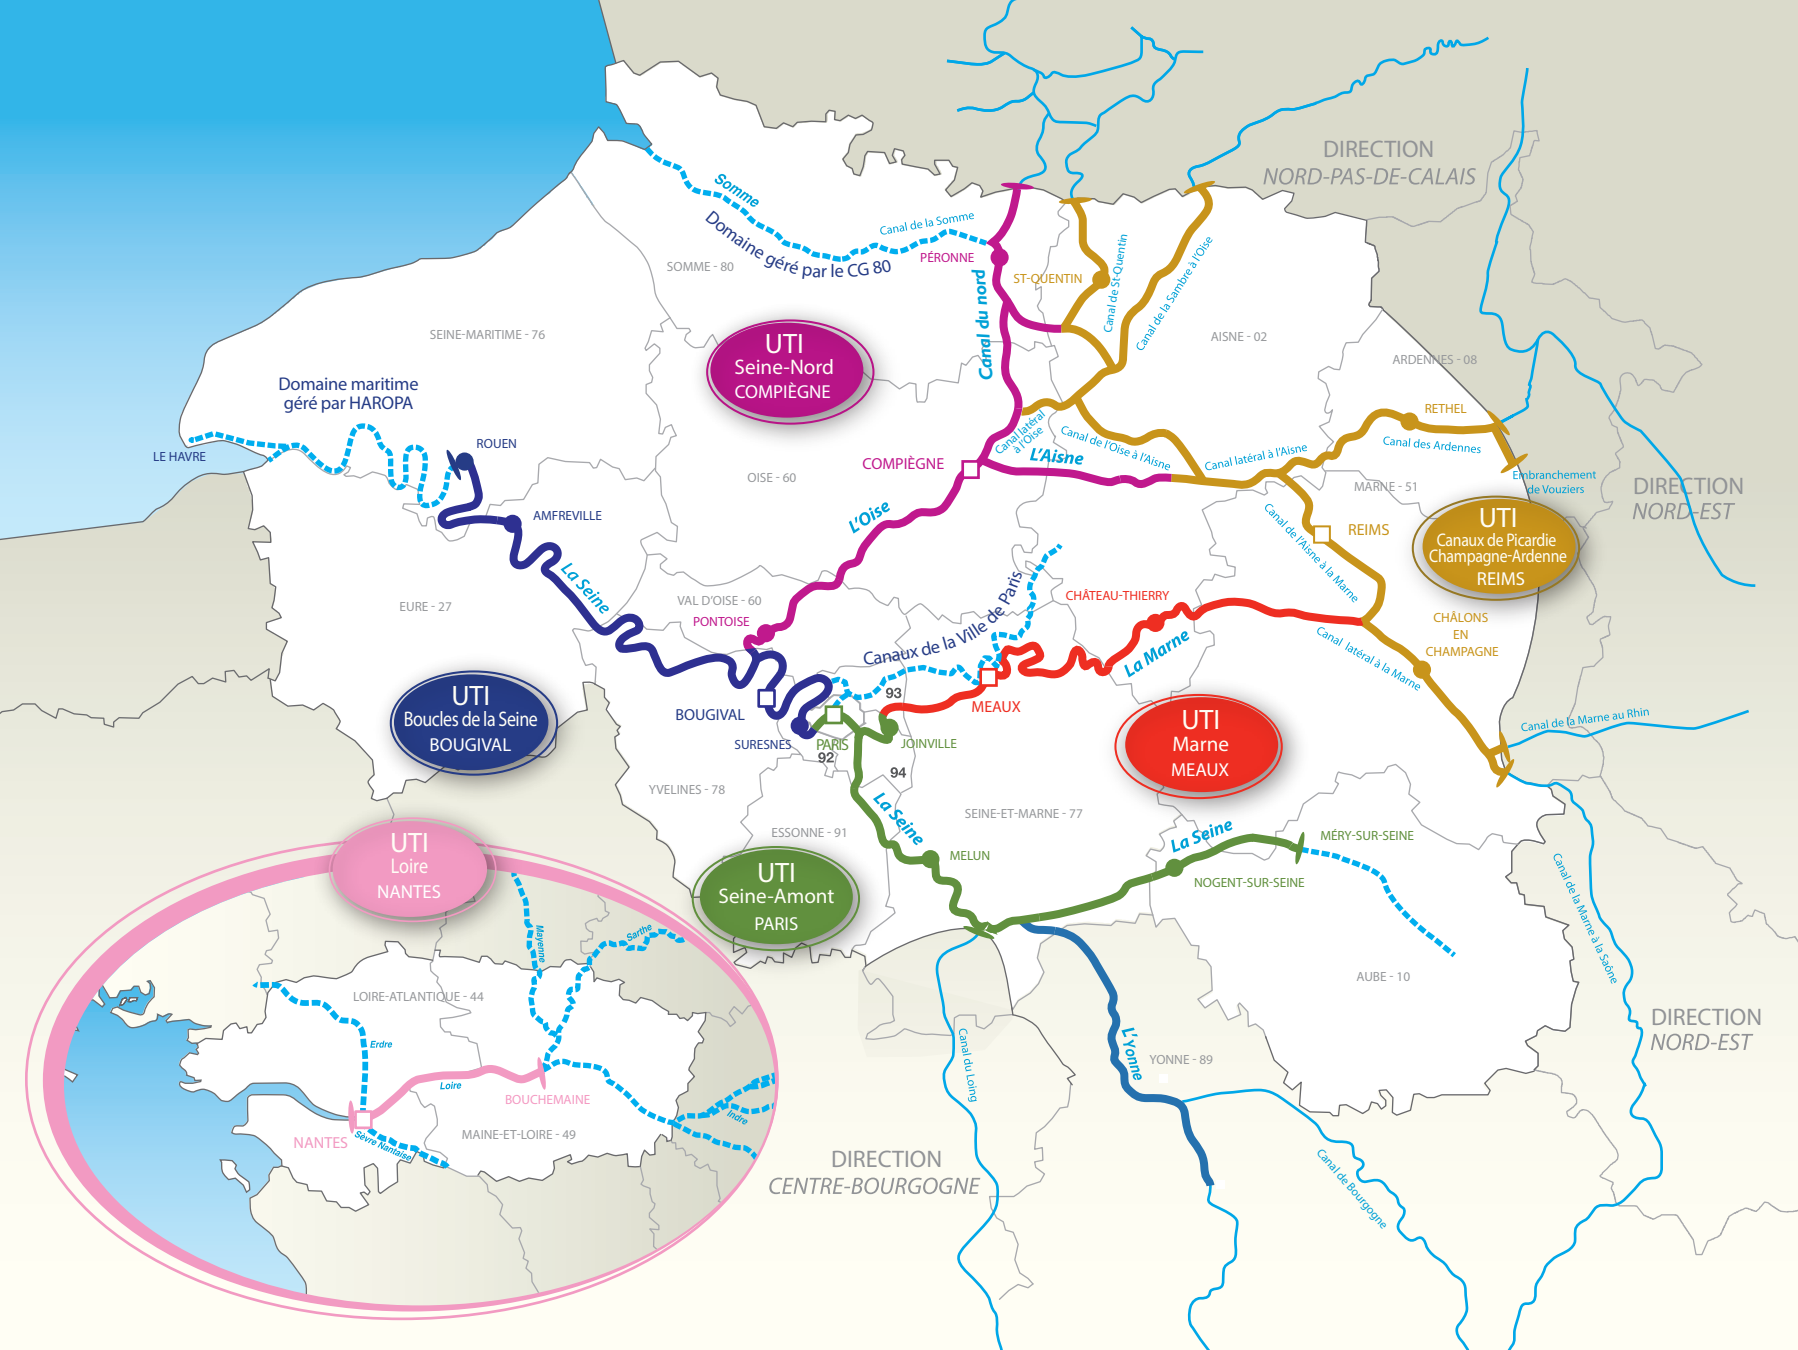 DIRECTION
NORD-PAS-DE-CALAIS
Somme
Canal de la Somme
Domaine géré par le CG 80
PÉRONNE
SOMME - 80
ST-QUENTIN
Canal de St-Quentin
Canal de la Sambre à l'Oise
Canal du nord
SEINE-MARITIME - 76
AISNE - 02
ARDENNES - 08
UTI
Seine-Nord
COMPIÈGNE
Domaine maritime
géré par HAROPA
LE HAVRE
ROUEN
RETHEL
Canal des Ardennes
Canal latéral
à l'Oise
Canal de l'Oise à l'Aisne
L'Aisne
Canal latéral à l'Aisne
COMPIÈGNE
OISE - 60
Embranchement
de Vouziers
MARNE - 51
DIRECTION
NORD-EST
AMFREVILLE
L'Oise
REIMS
Canal de l'Aisne à la Marne
UTI
Canaux de Picardie
Champagne-Ardenne
REIMS
La Seine
EURE - 27
VAL D'OISE - 60
PONTOISE
Canaux de la Ville de Paris
CHÂTEAU-THIERRY
La Marne
CHÂLONS
EN
CHAMPAGNE
Canal latéral à la Marne
UTI
Boucles de la Seine
BOUGIVAL
BOUGIVAL
SURESNES
PARIS
92
93
94
JOINVILLE
MEAUX
UTI
Marne
MEAUX
Canal de la Marne au Rhin
YVELINES - 78
ESSONNE - 91
La Seine
SEINE-ET-MARNE - 77
MELUN
La Seine
MÉRY-SUR-SEINE
NOGENT-SUR-SEINE
UTI
Seine-Amont
PARIS
Canal de la Marne à la Saône
AUBE - 10
DIRECTION
NORD-EST
UTI
Loire
NANTES
Mayenne
Sarthe
LOIRE-ATLANTIQUE - 44
Erdre
Loire
BOUCHEMAINE
Indre
NANTES
Sèvre Nantaise
MAINE-ET-LOIRE - 49
Canal du Loing
L'Yonne
YONNE - 89
Canal de Bourgogne
DIRECTION
CENTRE-BOURGOGNE